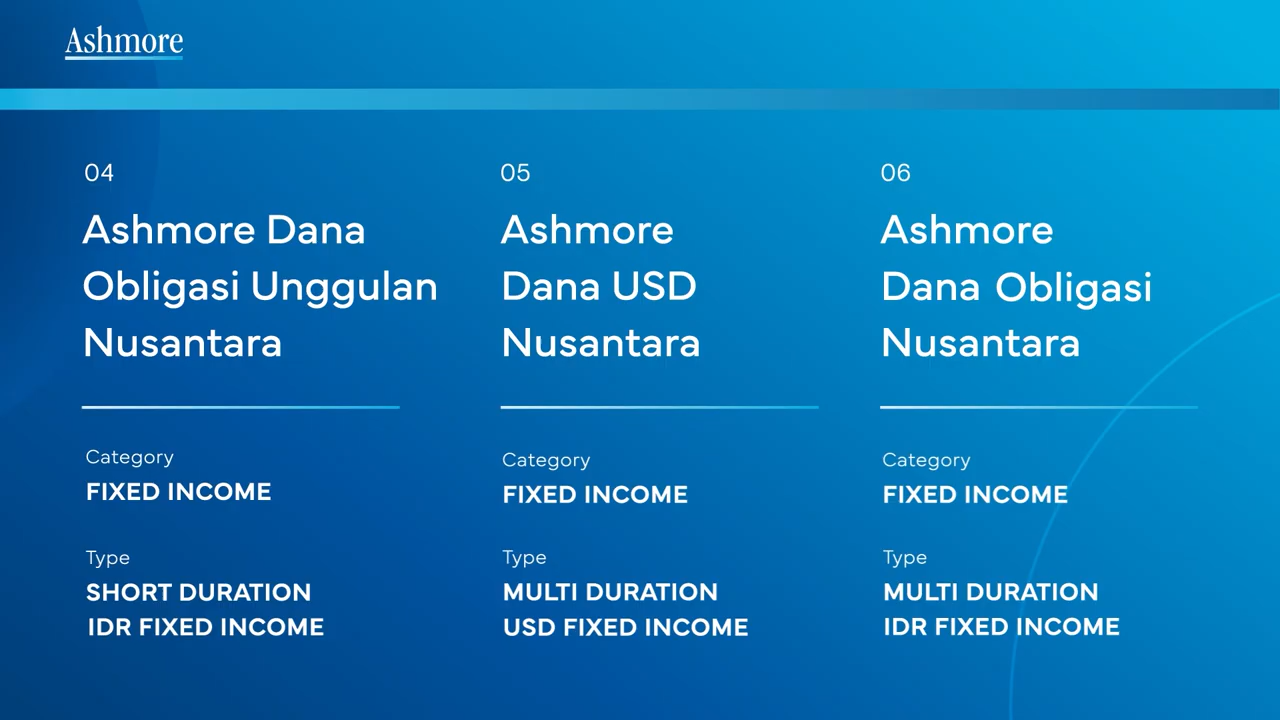 Ashmore
04
Ashmore Dana
Obligasi Unggulan
Nusantara
Category
FIXED INCOME
Type
SHORT DURATION
IDR FIXED INCOME
05
Ashmore
Dana USD
Nusantara
Category
FIXED INCOME
Type
MULTI DURATION
USD FIXED INCOME
06
Ashmore
Dana Obligasi
Nusantara
Category
FIXED INCOME
Type
MULTI DURATION
IDR FIXED INCOME